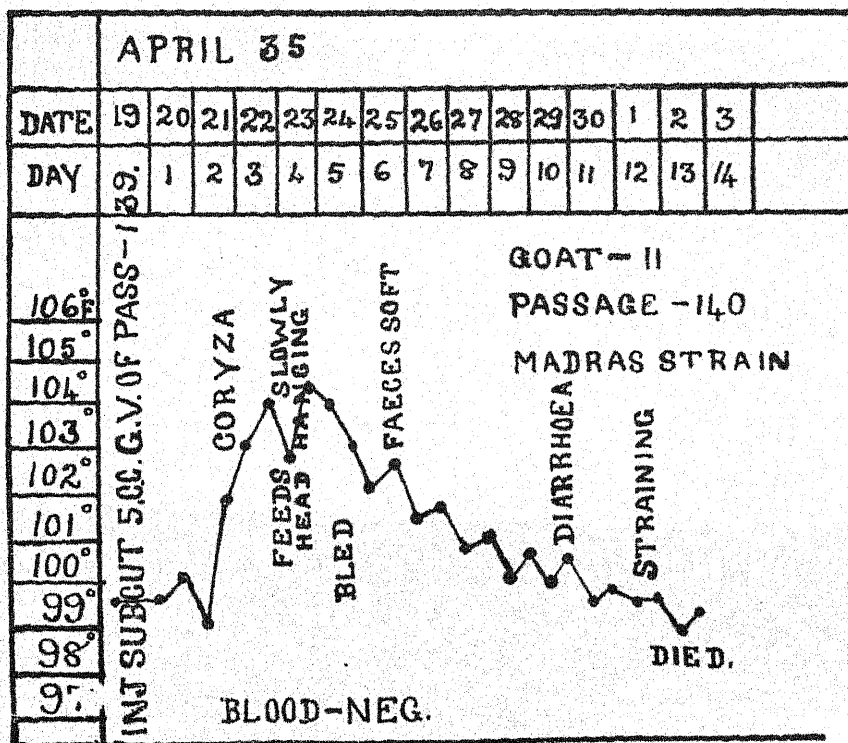 APRIL 35
DATE 19 20 21 22 23 24 25 26 27 28 29 30 1 2 3
DAY 1 2 3 4 5 6 7 8 9 10 11 12 13 14
INJ SUBCUT 5.CC. G.V. OF PASS-139.
GOAT-11
PASSAGE -140
MADRAS STRAIN
106°F
105°
104°
103°
102°
101°
100°
99°
98°
97
CORYZA
FEEDS SLOWLY
HEAD HANGING
BLED
FAECES SOFT
DIARRHOEA
STRAINING
DIED.
BLOOD-NEG.